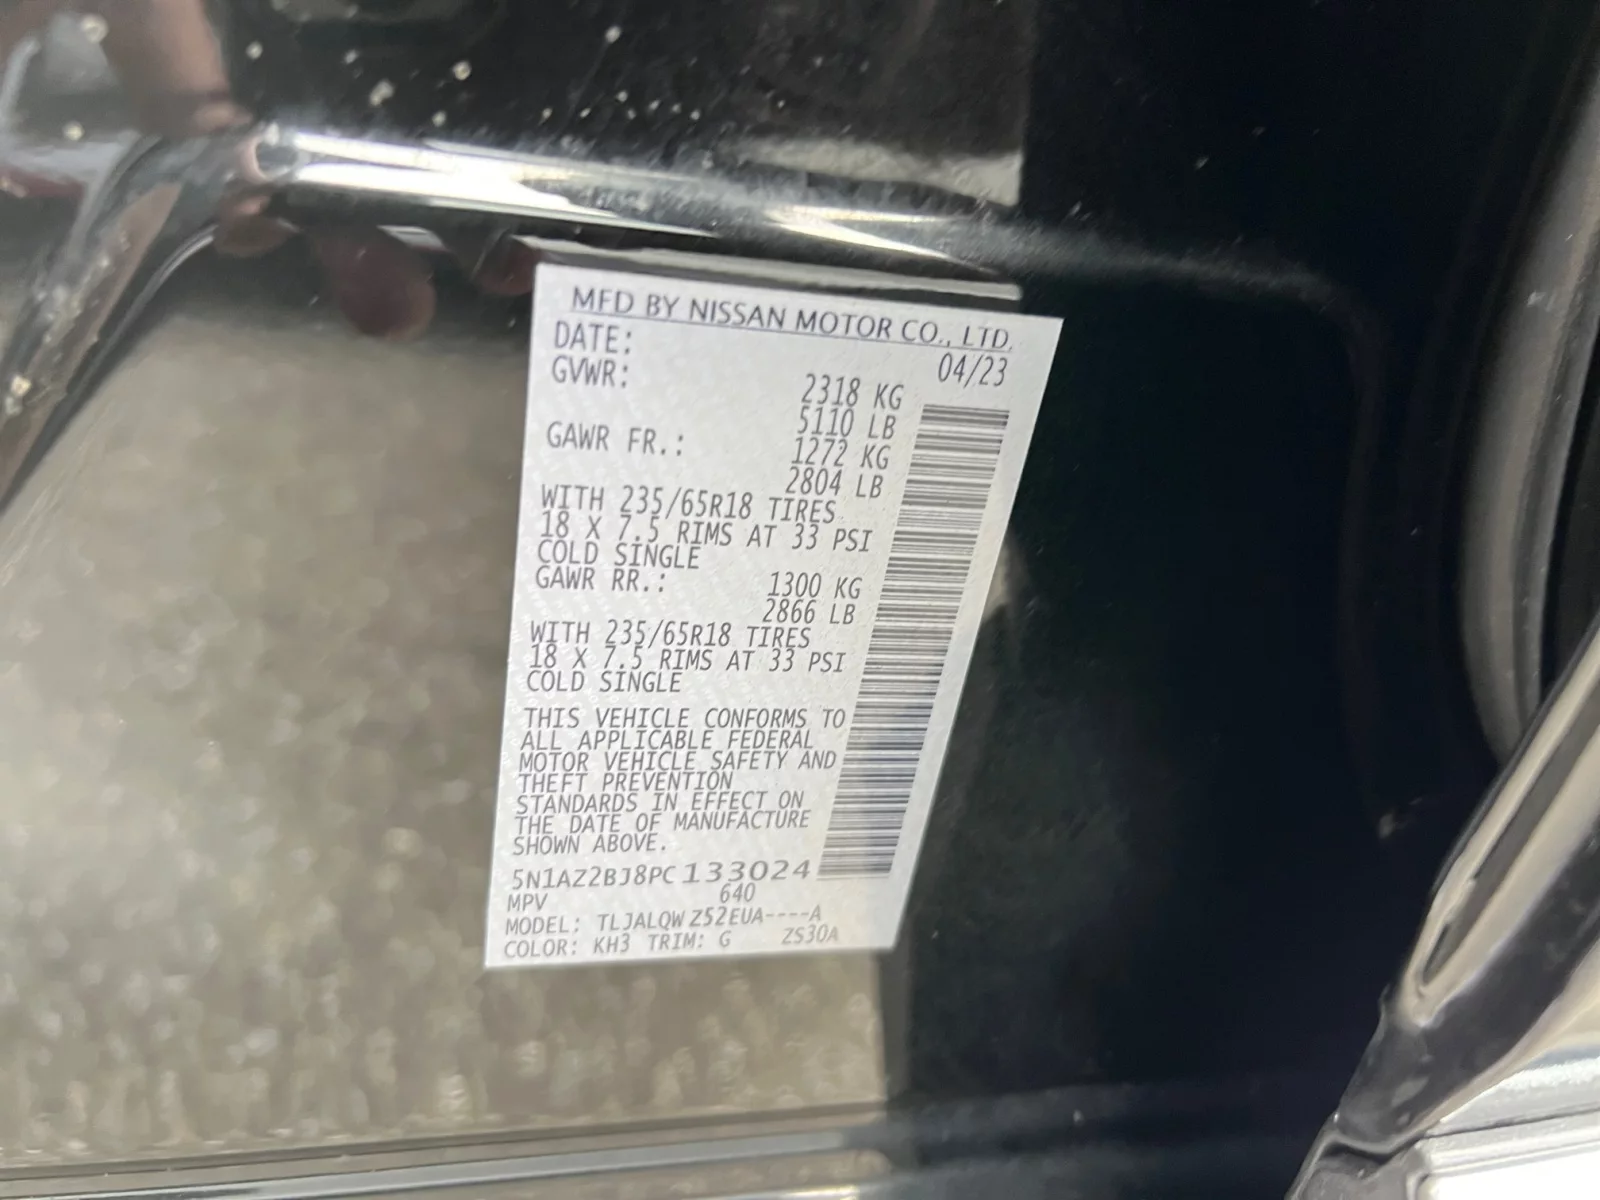 MFD BY NISSAN MOTOR CO., LTD.
DATE: 04/23
GVWR: 2318 KG
5110 LB
GAWR FR.: 1272 KG
2804 LB
WITH 235/65R18 TIRES
18 X 7.5 RIMS AT 33 PSI
COLD SINGLE
GAWR RR.: 1300 KG
2866 LB
WITH 235/65R18 TIRES
18 X 7.5 RIMS AT 33 PSI
COLD SINGLE
THIS VEHICLE CONFORMS TO
ALL APPLICABLE FEDERAL
MOTOR VEHICLE SAFETY AND
THEFT PREVENTION
STANDARDS IN EFFECT ON
THE DATE OF MANUFACTURE
SHOWN ABOVE.
5N1AZ2BJ8PC133024
MPV 640
MODEL: TLJALQWZ52EUA----A
COLOR: KH3 TRIM: G ZS30A